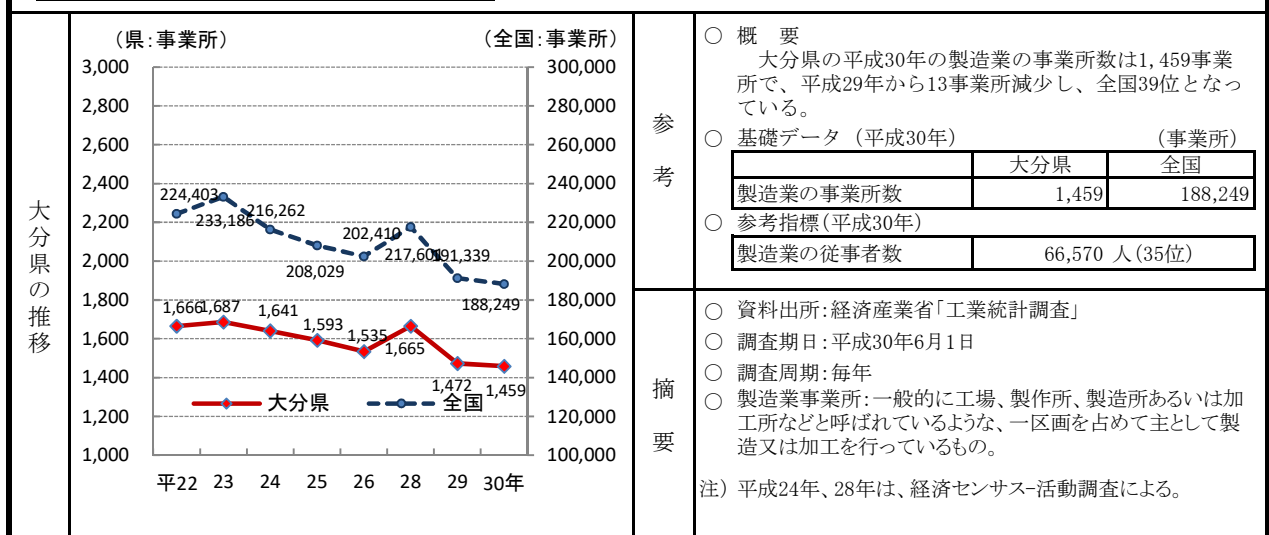 大分県の推移
（県：事業所）
（全国：事業所）
3,000
2,800
2,600
2,400
2,200
2,000
1,800
1,600
1,400
1,200
1,000
300,000
280,000
260,000
240,000
220,000
200,000
180,000
160,000
140,000
120,000
100,000
224,403
233,186
216,262
208,029
202,410
217,601
191,339
188,249
1,666
1,687
1,641
1,593
1,535
1,665
1,472
1,459
大分県
全国
平22 23 24 25 26 28 29 30年
参考
○ 概　要
大分県の平成30年の製造業の事業所数は1,459事業
所で、平成29年から13事業所減少し、全国39位となっ
ている。
○ 基礎データ（平成30年）　（事業所）
大分県 全国
製造業の事業所数 1,459 188,249
○ 参考指標（平成30年）
製造業の従事者数 66,570 人（35位）
摘要
○ 資料出所：経済産業省「工業統計調査」
○ 調査期日：平成30年6月1日
○ 調査周期：毎年
○ 製造業事業所：一般的に工場、製作所、製造所あるいは加
工所などと呼ばれているような、一区画を占めて主として製
造又は加工を行っているもの。
注）平成24年、28年は、経済センサス-活動調査による。